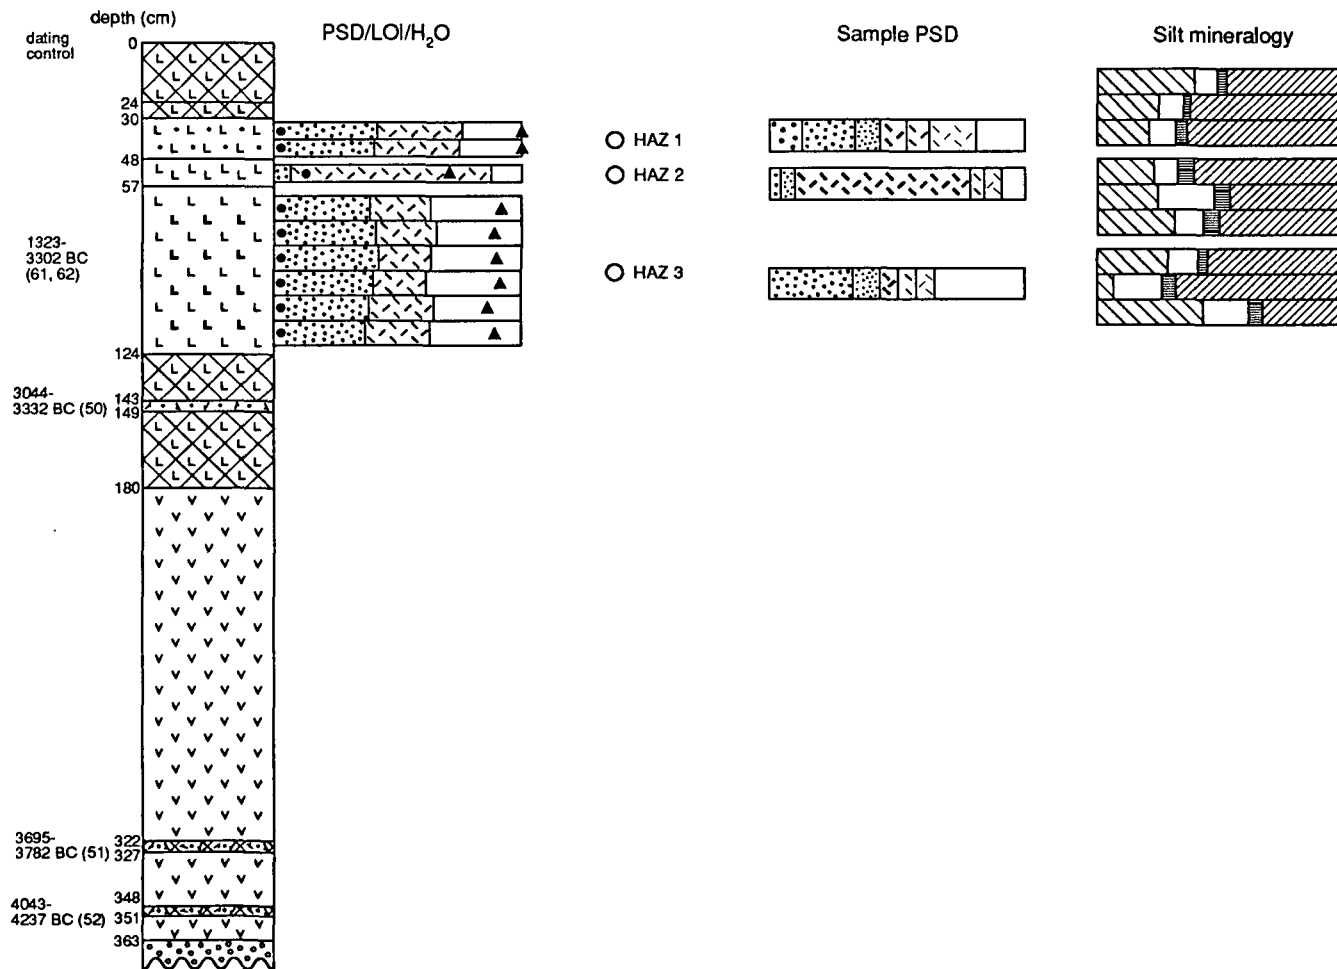 depth (cm)
dating
control
PSD/LOI/H₂O
Sample PSD
Silt mineralogy
0
24
30
48
57
HAZ 1
HAZ 2
HAZ 3
1323-
3302 BC
(61, 62)
124
3044-
3332 BC (50)
143
149
180
3695-
3782 BC (51)
322
327
348
4043-
4237 BC (52)
351
363